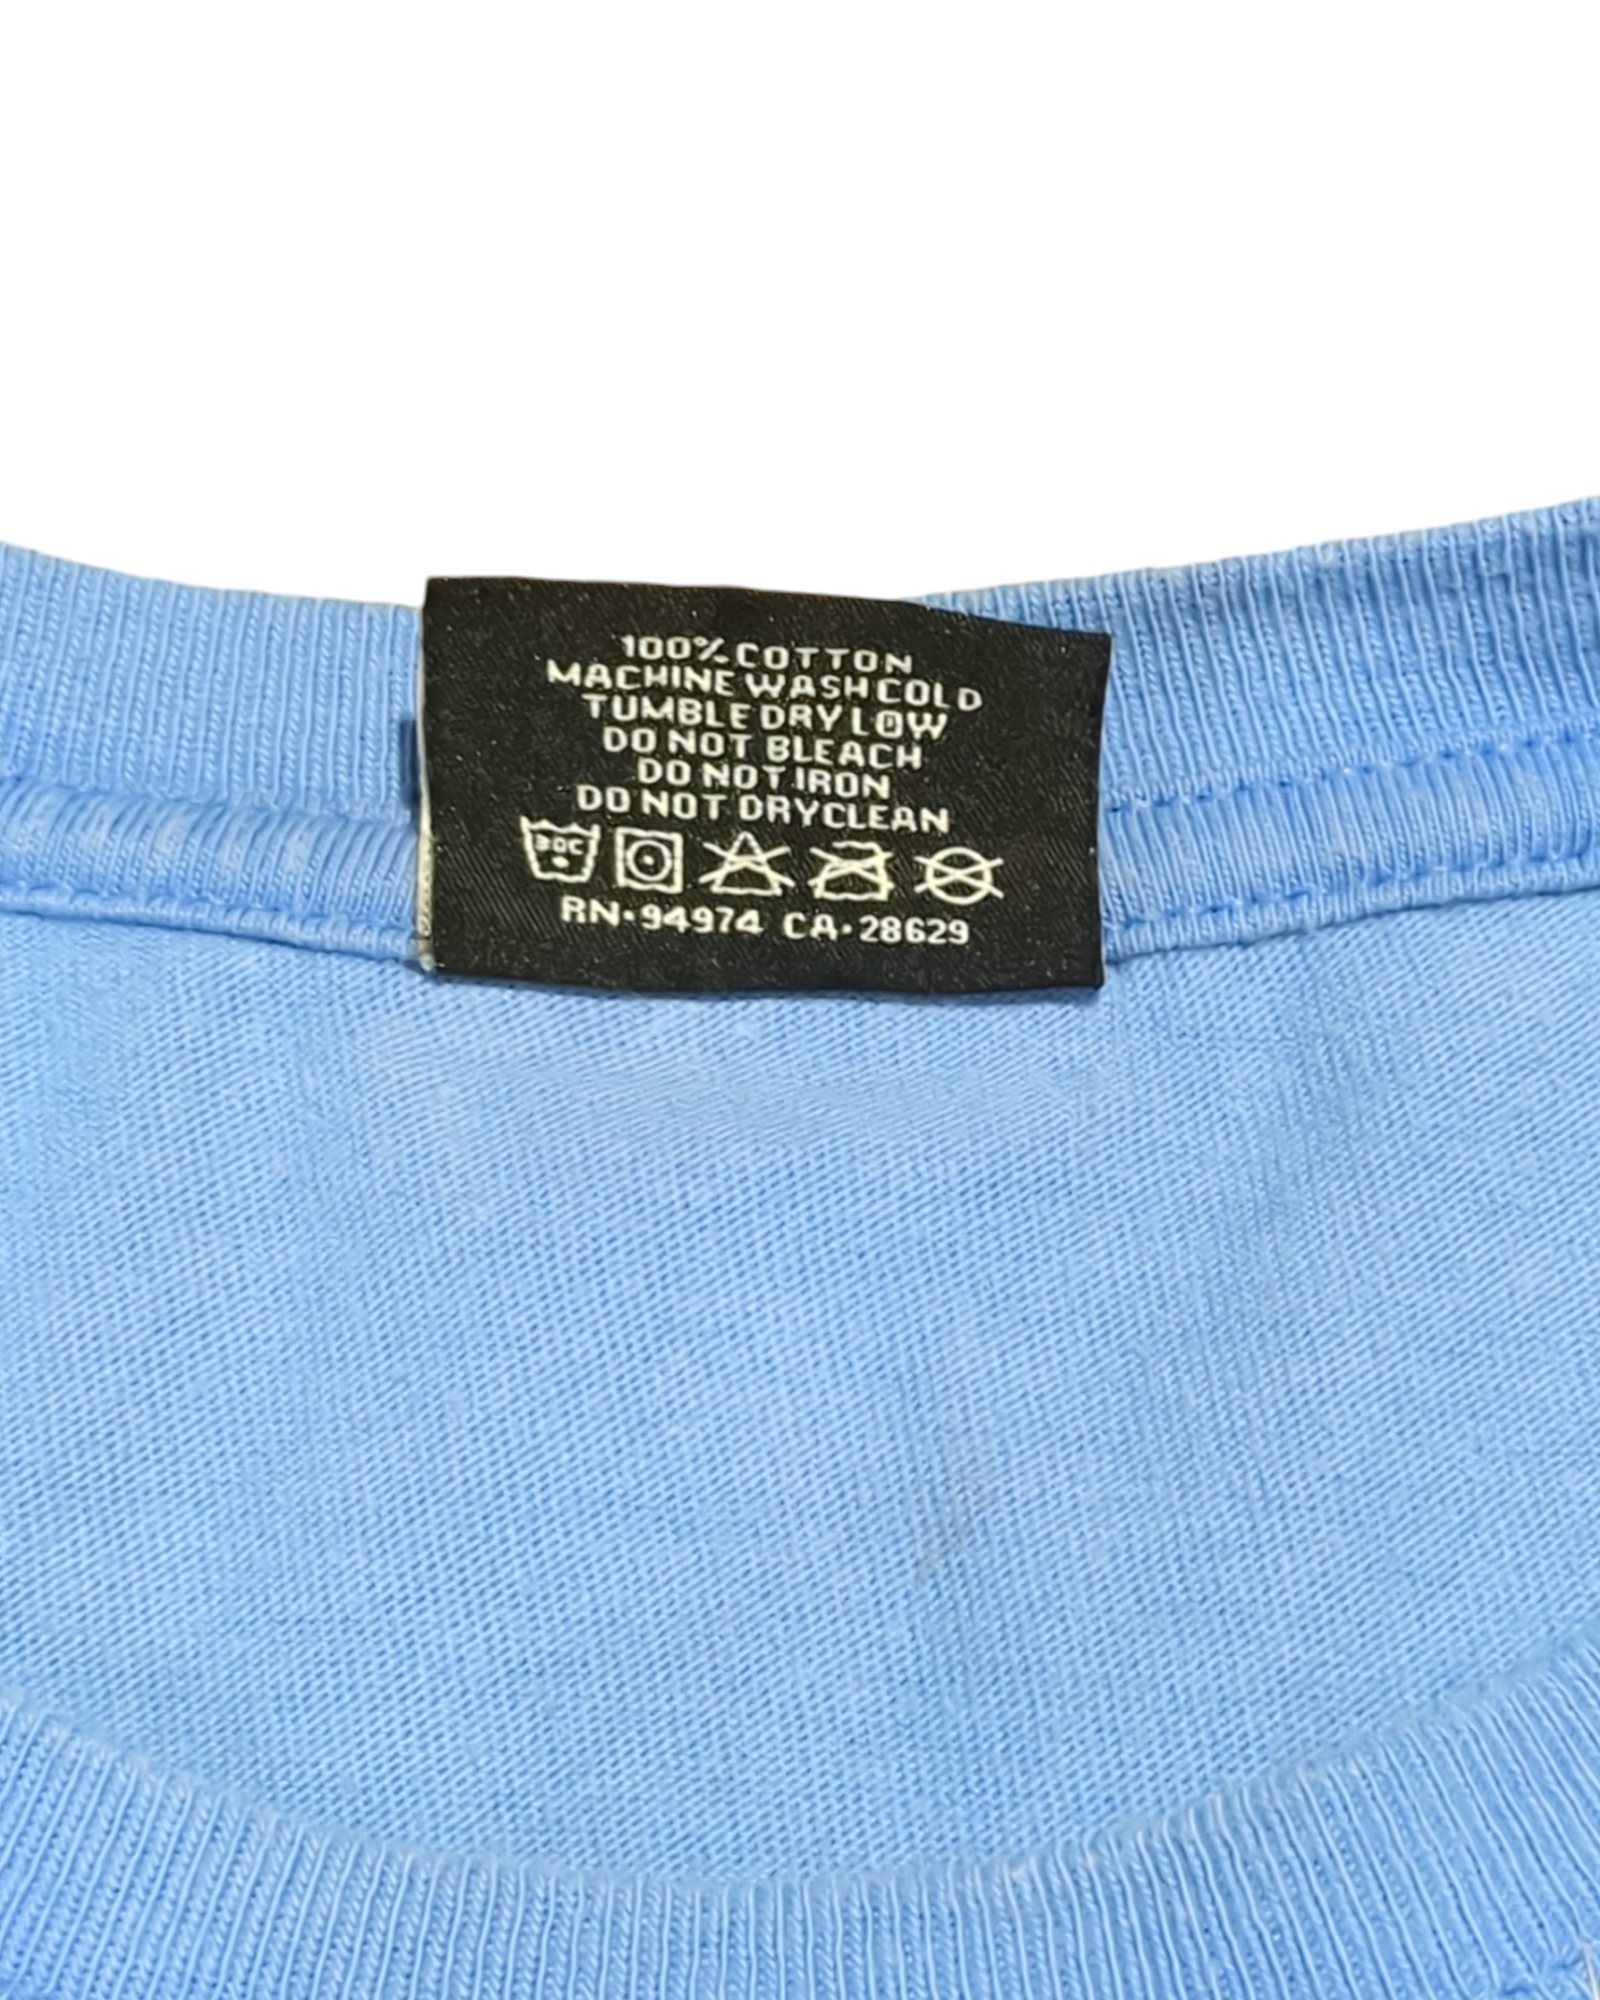 100% COTTON
MACHINE WASH COLD
TUMBLE DRY LOW
DO NOT BLEACH
DO NOT IRON
DO NOT DRYCLEAN
30C
RN·94974 CA·28629